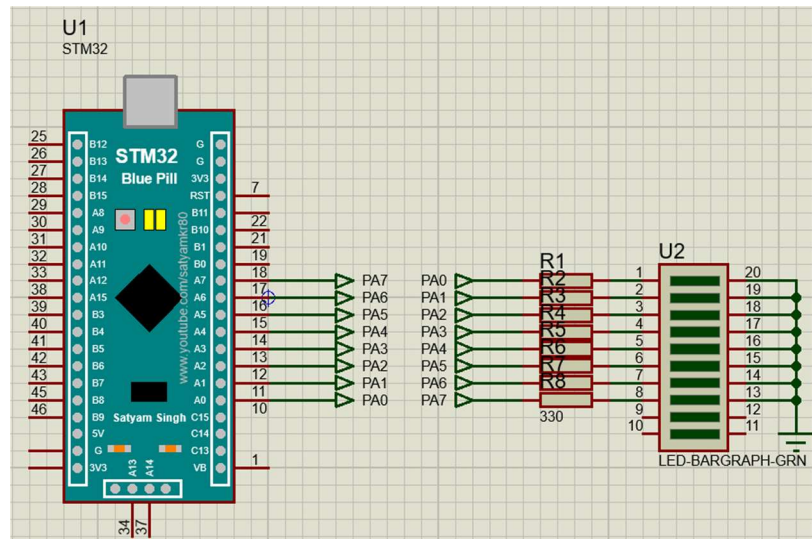 U1
STM32
STM32
Blue Pill
25 B12
26 B13
27 B14
28 B15
29 A8
30 A9
31 A10
32 A11
33 A12
38 A15
39 B3
40 B4
41 B5
42 B6
43 B7
45 B8
46 B9
5V
G
3V3
G
G
3V3
RST 7
B11
B10 22
B1 21
B0 19
A7 18
A6 17
A5 16
A4 15
A3 14
A2 13
A1 12
A0 11
C15 10
C14
C13
VB 1
www.youtube.com/satyamkr80
Satyam Singh
A13
A14
34
37
PA7
PA6
PA5
PA4
PA3
PA2
PA1
PA0
PA0
PA1
PA2
PA3
PA4
PA5
PA6
PA7
R1
R2
R3
R4
R5
R6
R7
R8
330
U2
1 20
2 19
3 18
4 17
5 16
6 15
7 14
8 13
9 12
10 11
LED-BARGRAPH-GRN